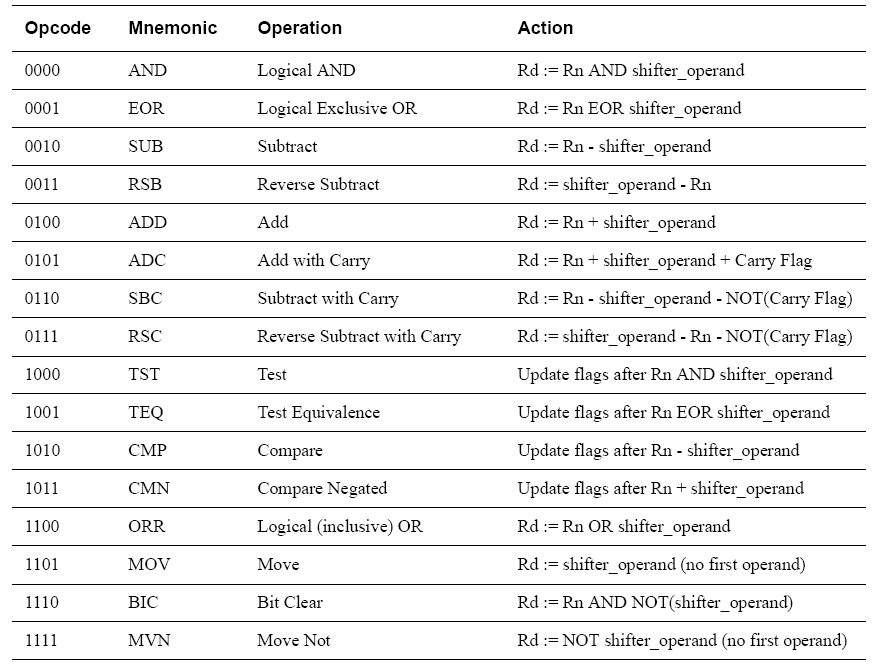 Opcode Mnemonic Operation Action
0000 AND Logical AND Rd := Rn AND shifter_operand
0001 EOR Logical Exclusive OR Rd := Rn EOR shifter_operand
0010 SUB Subtract Rd := Rn - shifter_operand
0011 RSB Reverse Subtract Rd := shifter_operand - Rn
0100 ADD Add Rd := Rn + shifter_operand
0101 ADC Add with Carry Rd := Rn + shifter_operand + Carry Flag
0110 SBC Subtract with Carry Rd := Rn - shifter_operand - NOT(Carry Flag)
0111 RSC Reverse Subtract with Carry Rd := shifter_operand - Rn - NOT(Carry Flag)
1000 TST Test Update flags after Rn AND shifter_operand
1001 TEQ Test Equivalence Update flags after Rn EOR shifter_operand
1010 CMP Compare Update flags after Rn - shifter_operand
1011 CMN Compare Negated Update flags after Rn + shifter_operand
1100 ORR Logical (inclusive) OR Rd := Rn OR shifter_operand
1101 MOV Move Rd := shifter_operand (no first operand)
1110 BIC Bit Clear Rd := Rn AND NOT(shifter_operand)
1111 MVN Move Not Rd := NOT shifter_operand (no first operand)